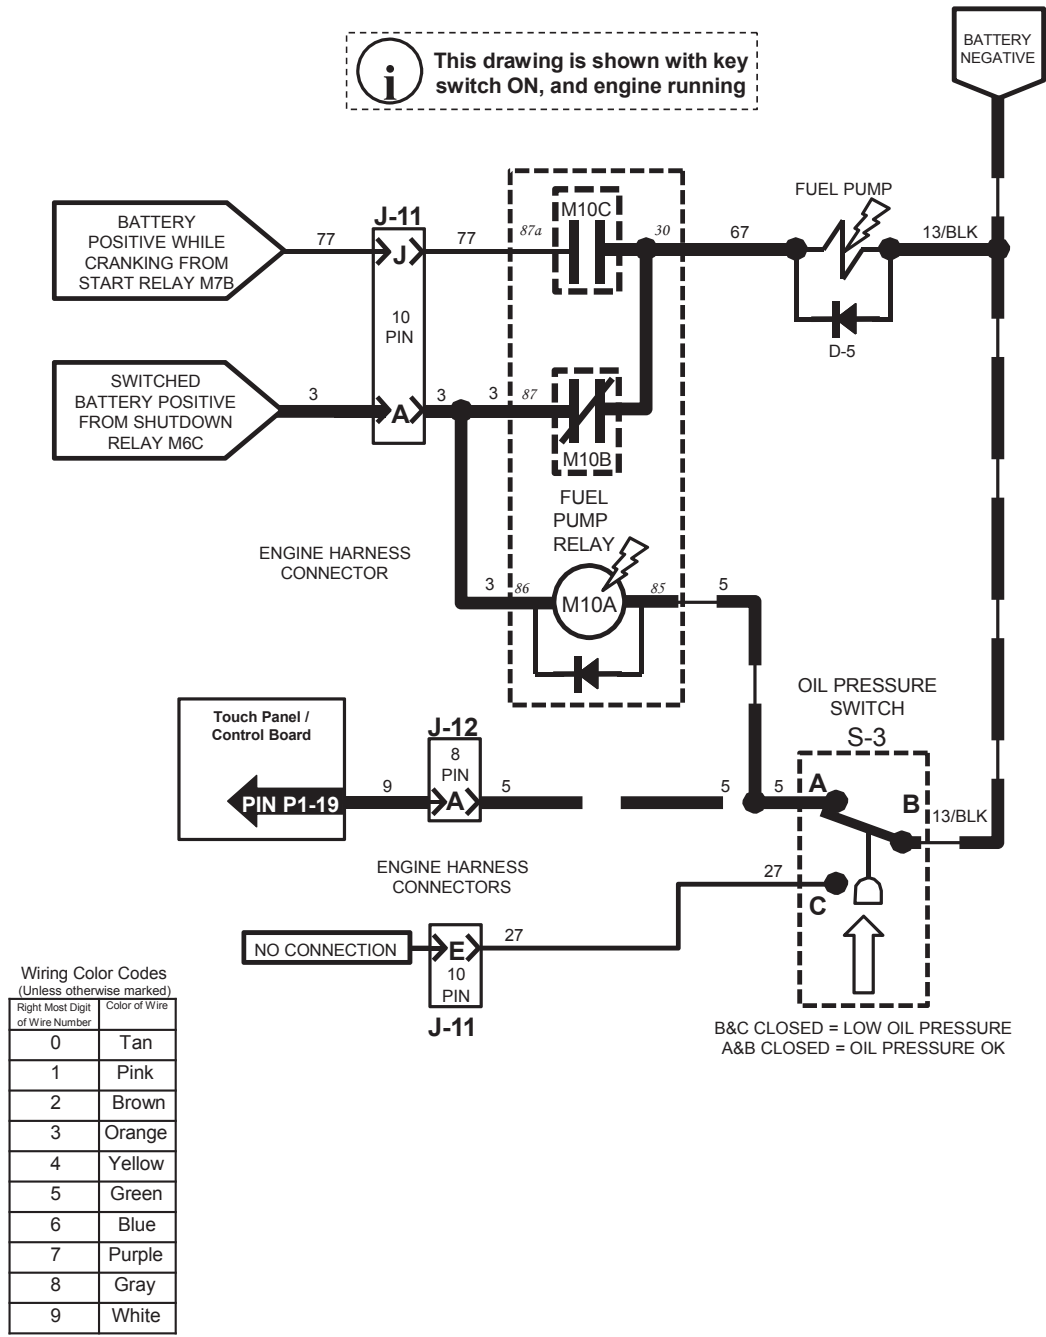 BATTERY
NEGATIVE
i
This drawing is shown with key
switch ON, and engine running
BATTERY
POSITIVE WHILE
CRANKING FROM
START RELAY M7B
77
J-11
J
77
87a
M10C
30
67
FUEL PUMP
13/BLK
D-5
10
PIN
SWITCHED
BATTERY POSITIVE
FROM SHUTDOWN
RELAY M6C
3
A
3
3
87
M10B
FUEL
PUMP
RELAY
ENGINE HARNESS
CONNECTOR
3
86
M10A
85
5
OIL PRESSURE
SWITCH
S-3
Touch Panel /
Control Board
PIN P1-19
9
J-12
8
PIN
A
5
5
5
A
B
13/BLK
ENGINE HARNESS
CONNECTORS
27
C
NO CONNECTION
E
27
10
PIN
J-11
B&C CLOSED = LOW OIL PRESSURE
A&B CLOSED = OIL PRESSURE OK
Wiring Color Codes
(Unless otherwise marked)
Right Most Digit
of Wire Number
Color of Wire
0 Tan
1 Pink
2 Brown
3 Orange
4 Yellow
5 Green
6 Blue
7 Purple
8 Gray
9 White